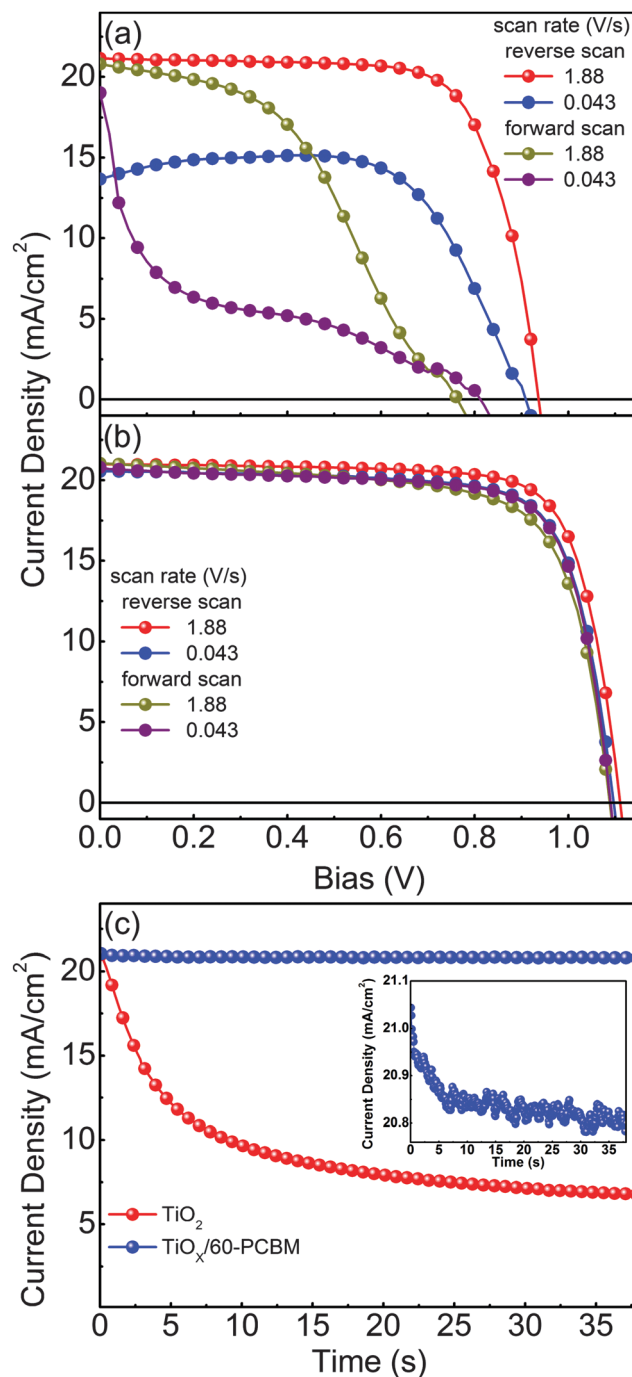 (a)
scan rate (V/s)
reverse scan
1.88
0.043
forward scan
1.88
0.043
20
15
10
5
0
(b)
scan rate (V/s)
reverse scan
1.88
0.043
forward scan
1.88
0.043
20
15
10
5
0
Current Density (mA/cm²)
0.0 0.2 0.4 0.6 0.8 1.0
Bias (V)
(c)
20
15
10
5
Current Density (mA/cm²)
21.1
21.0
20.9
20.8
Current Density (mA/cm²)
0 5 10 15 20 25 30 35
Time (s)
TiO₂
TiOₓ/60-PCBM
0 5 10 15 20 25 30 35
Time (s)